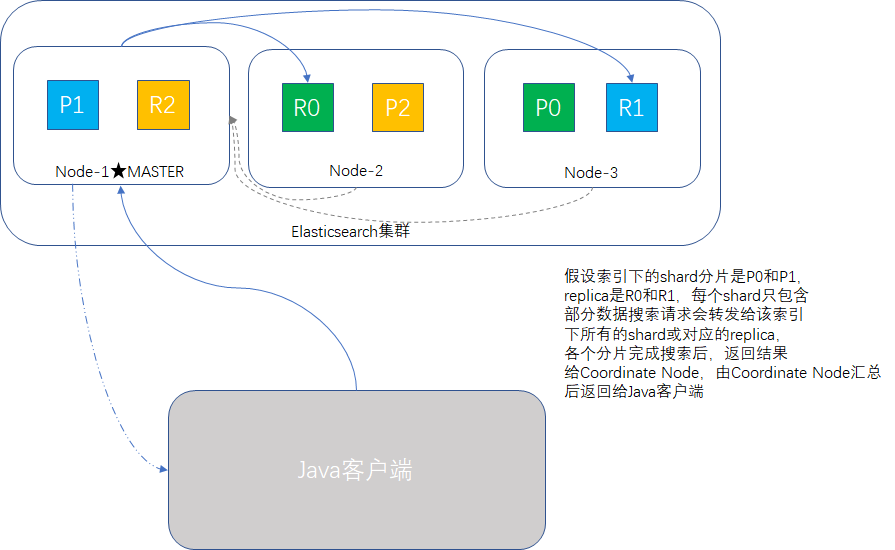 P1
R2
R0
P2
P0
R1
Node-1★MASTER
Node-2
Node-3
Elasticsearch集群
假设索引下的shard分片是P0和P1,
replica是R0和R1，每个shard只包含
部分数据搜索请求会转发给该索引
下所有的shard或对应的replica,
各个分片完成搜索后，返回结果
给Coordinate Node，由Coordinate Node汇总
后返回给Java客户端
Java客户端